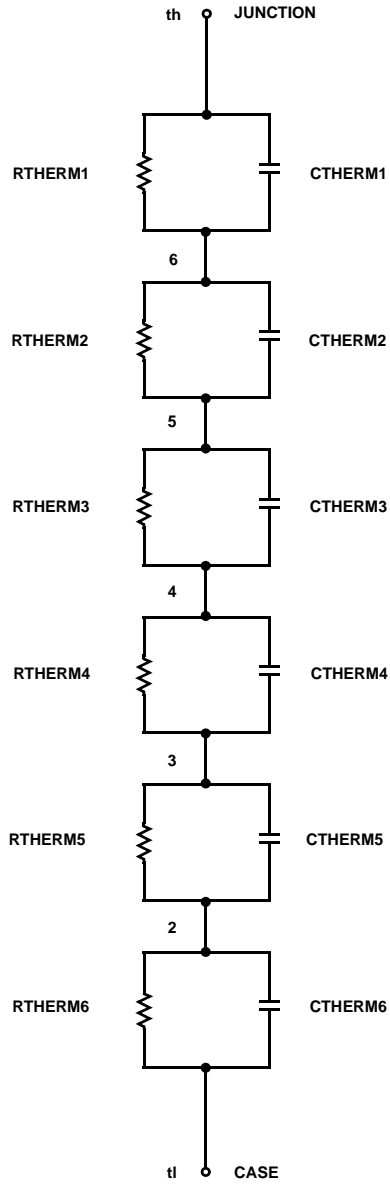 th JUNCTION
RTHERM1 CTHERM1
6
RTHERM2 CTHERM2
5
RTHERM3 CTHERM3
4
RTHERM4 CTHERM4
3
RTHERM5 CTHERM5
2
RTHERM6 CTHERM6
tl CASE